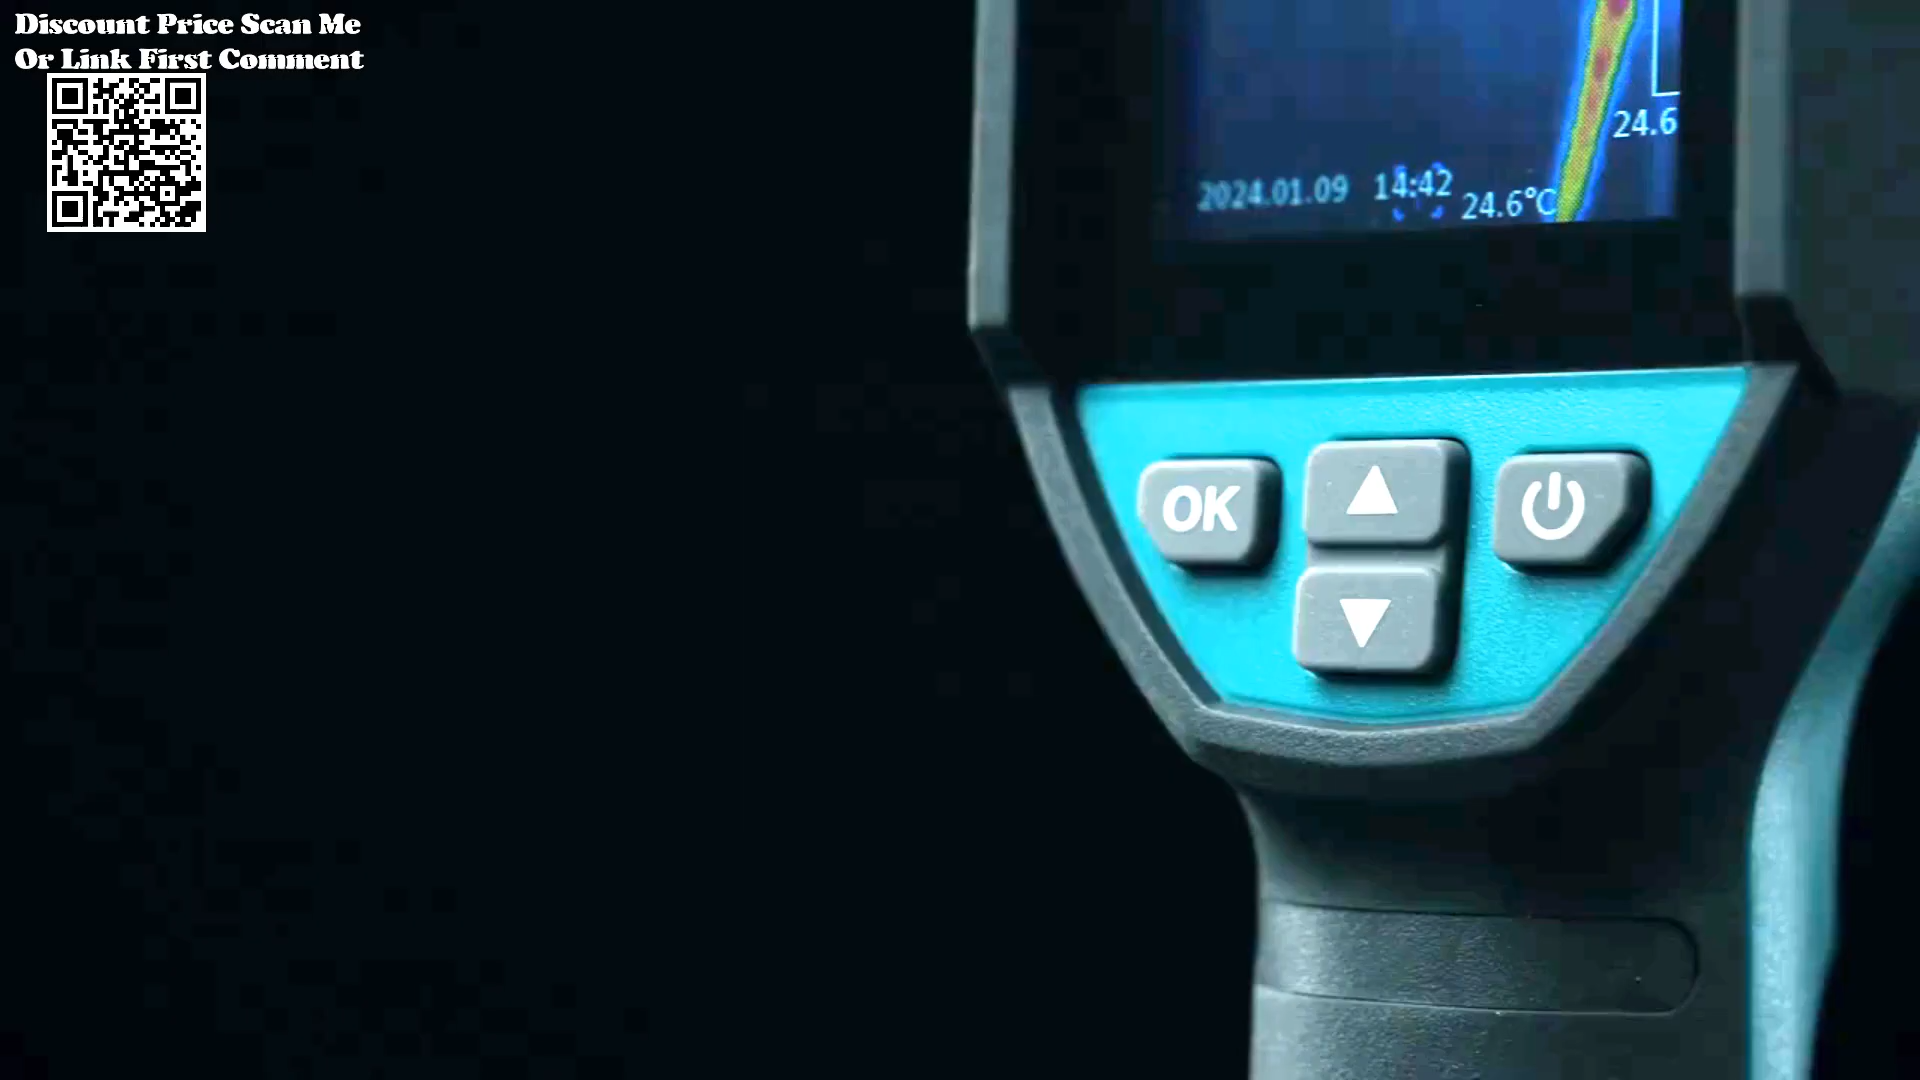 Discount Price Scan Me
Or Link First Comment
24.6
2024.01.09 14:42 24.6°C
OK